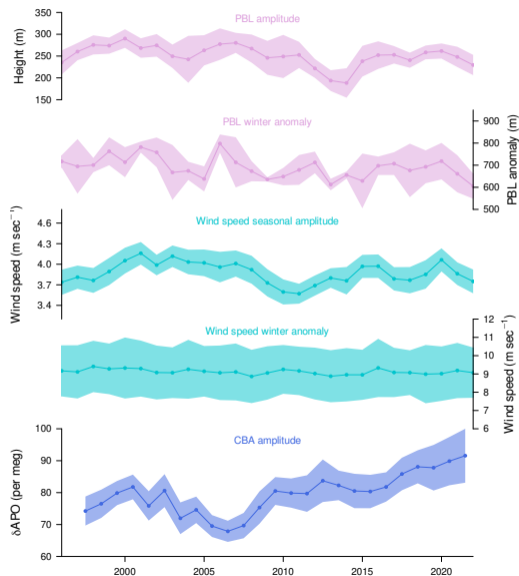 PBL amplitude
350
300
250
200
150
Height (m)
PBL winter anomaly
900
800
700
600
500
PBL anomaly (m)
Wind speed seasonal amplitude
4.6
4.3
4.0
3.7
3.4
Wind speed (m sec⁻¹)
Wind speed winter anomaly
12
11
10
9
8
7
6
Wind speed (m sec⁻¹)
CBA amplitude
100
90
80
70
60
δAPO (per meg)
2000 2005 2010 2015 2020